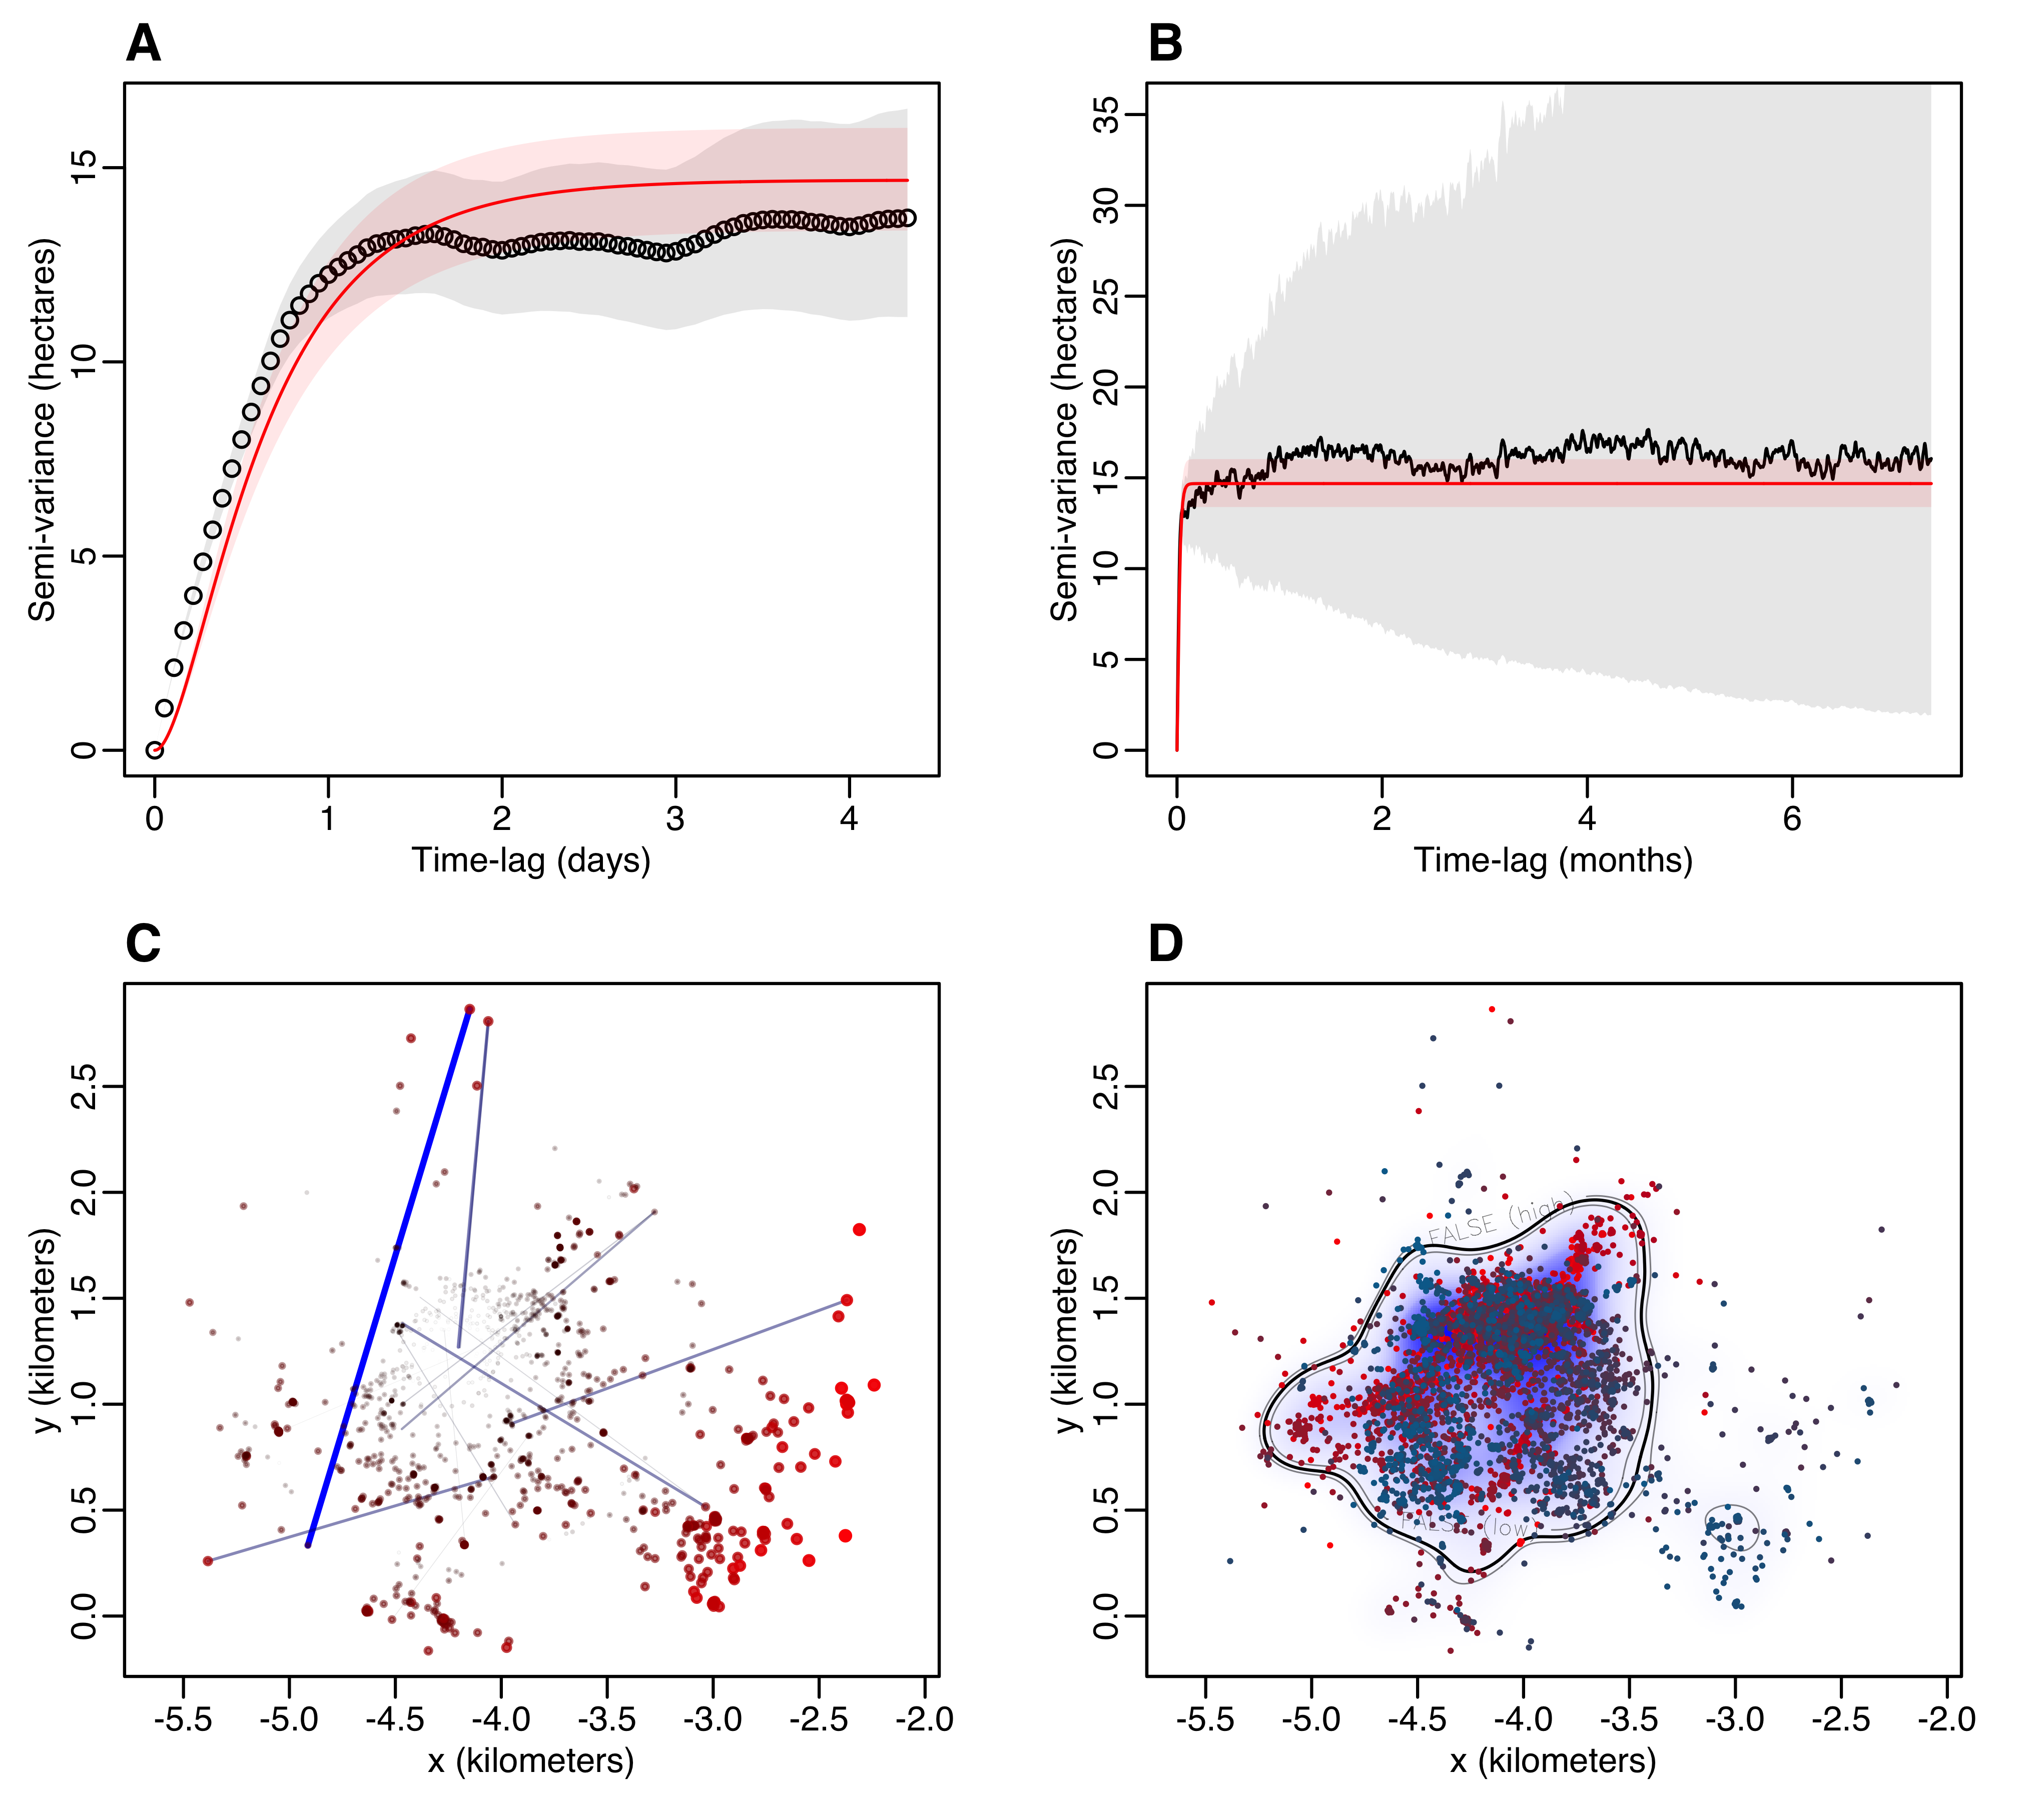 A
Semi-variance (hectares)
15
10
5
0
0 1 2 3 4
Time-lag (days)
B
Semi-variance (hectares)
35
30
25
20
15
10
5
0
0 2 4 6
Time-lag (months)
C
y (kilometers)
2.5
2.0
1.5
1.0
0.5
0.0
-5.5 -5.0 -4.5 -4.0 -3.5 -3.0 -2.5 -2.0
x (kilometers)
D
y (kilometers)
2.5
2.0
1.5
1.0
0.5
0.0
FALSE (high)
FALSE (low)
-5.5 -5.0 -4.5 -4.0 -3.5 -3.0 -2.5 -2.0
x (kilometers)